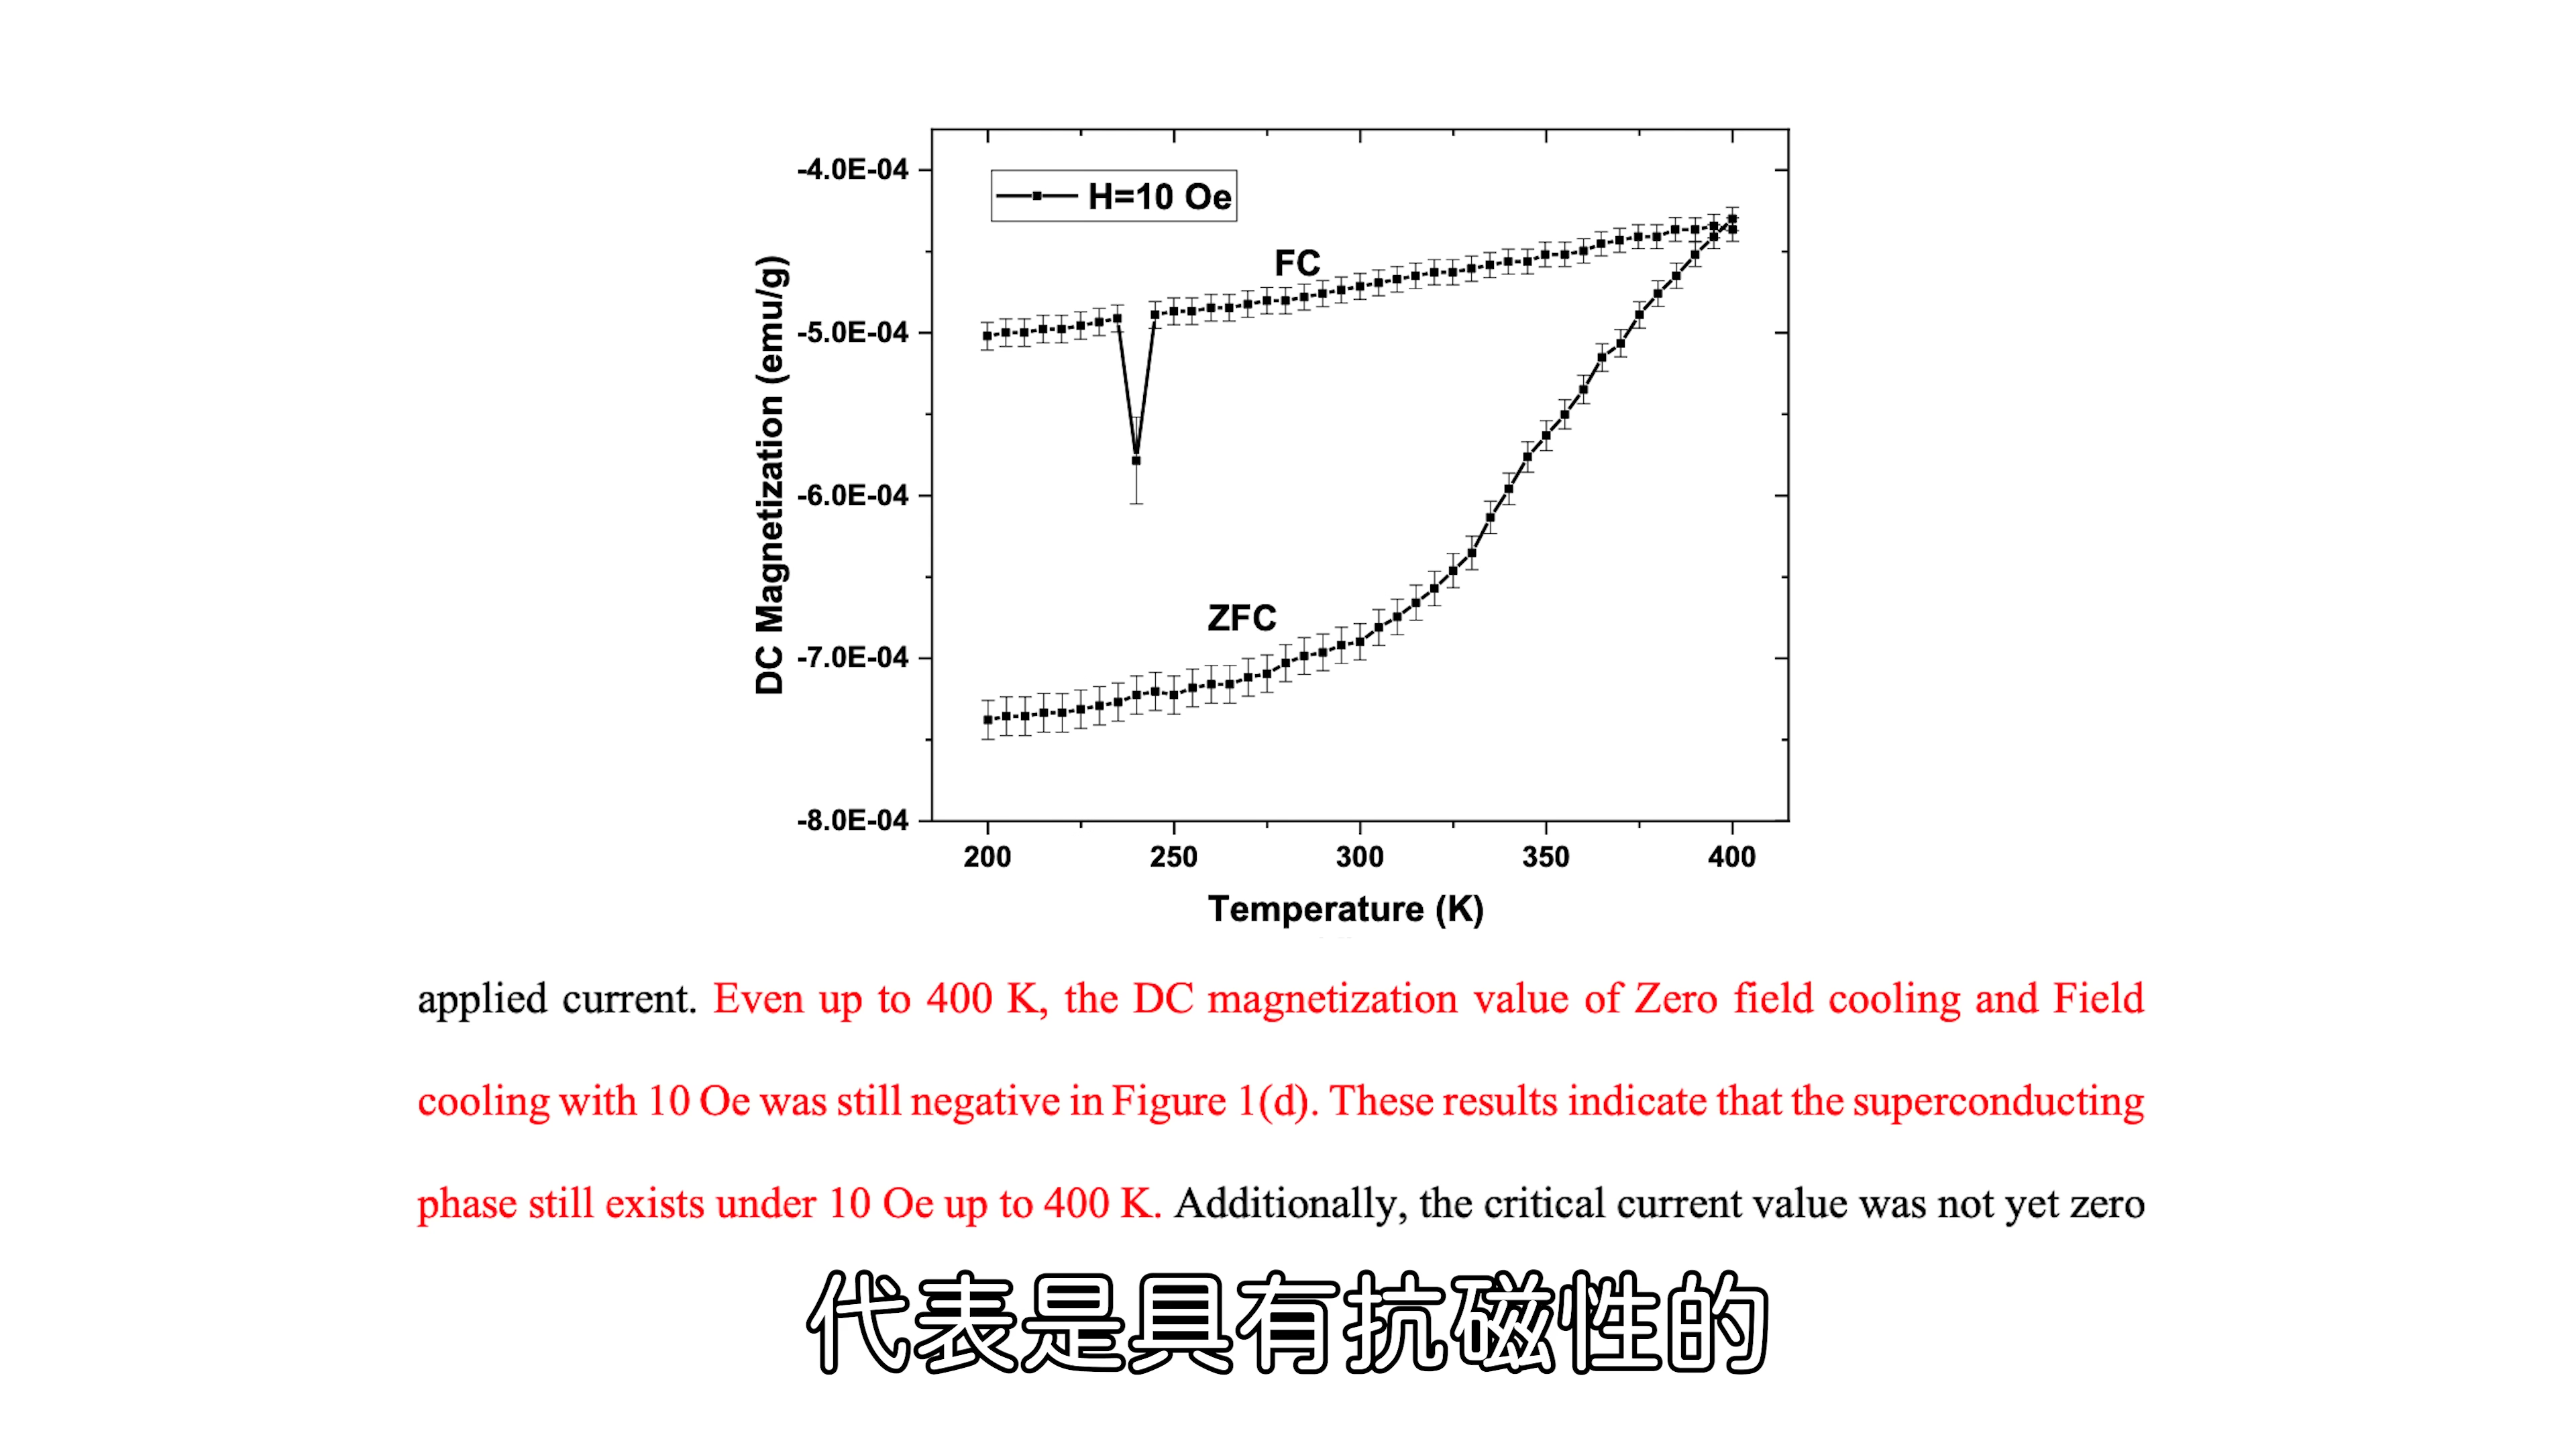 -4.0E-04
H=10 Oe
FC
-5.0E-04
DC Magnetization (emu/g)
-6.0E-04
ZFC
-7.0E-04
-8.0E-04
200 250 300 350 400
Temperature (K)
applied current. Even up to 400 K, the DC magnetization value of Zero field cooling and Field
cooling with 10 Oe was still negative in Figure 1(d). These results indicate that the superconducting
phase still exists under 10 Oe up to 400 K. Additionally, the critical current value was not yet zero
代表是具有抗磁性的